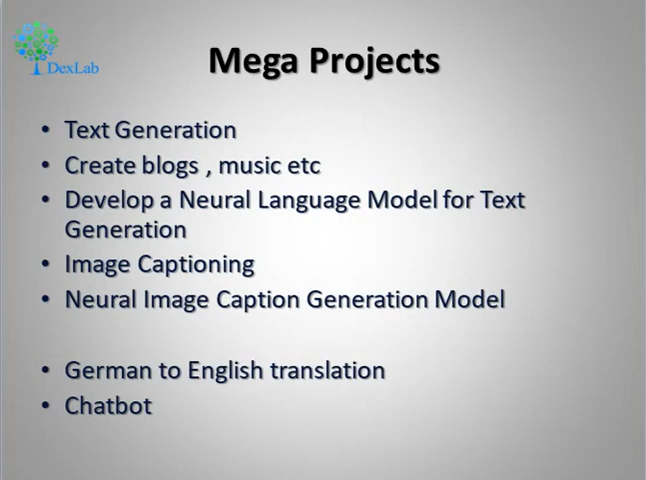 DexLab
Mega Projects
• Text Generation
• Create blogs , music etc
• Develop a Neural Language Model for Text
Generation
• Image Captioning
• Neural Image Caption Generation Model
• German to English translation
• Chatbot